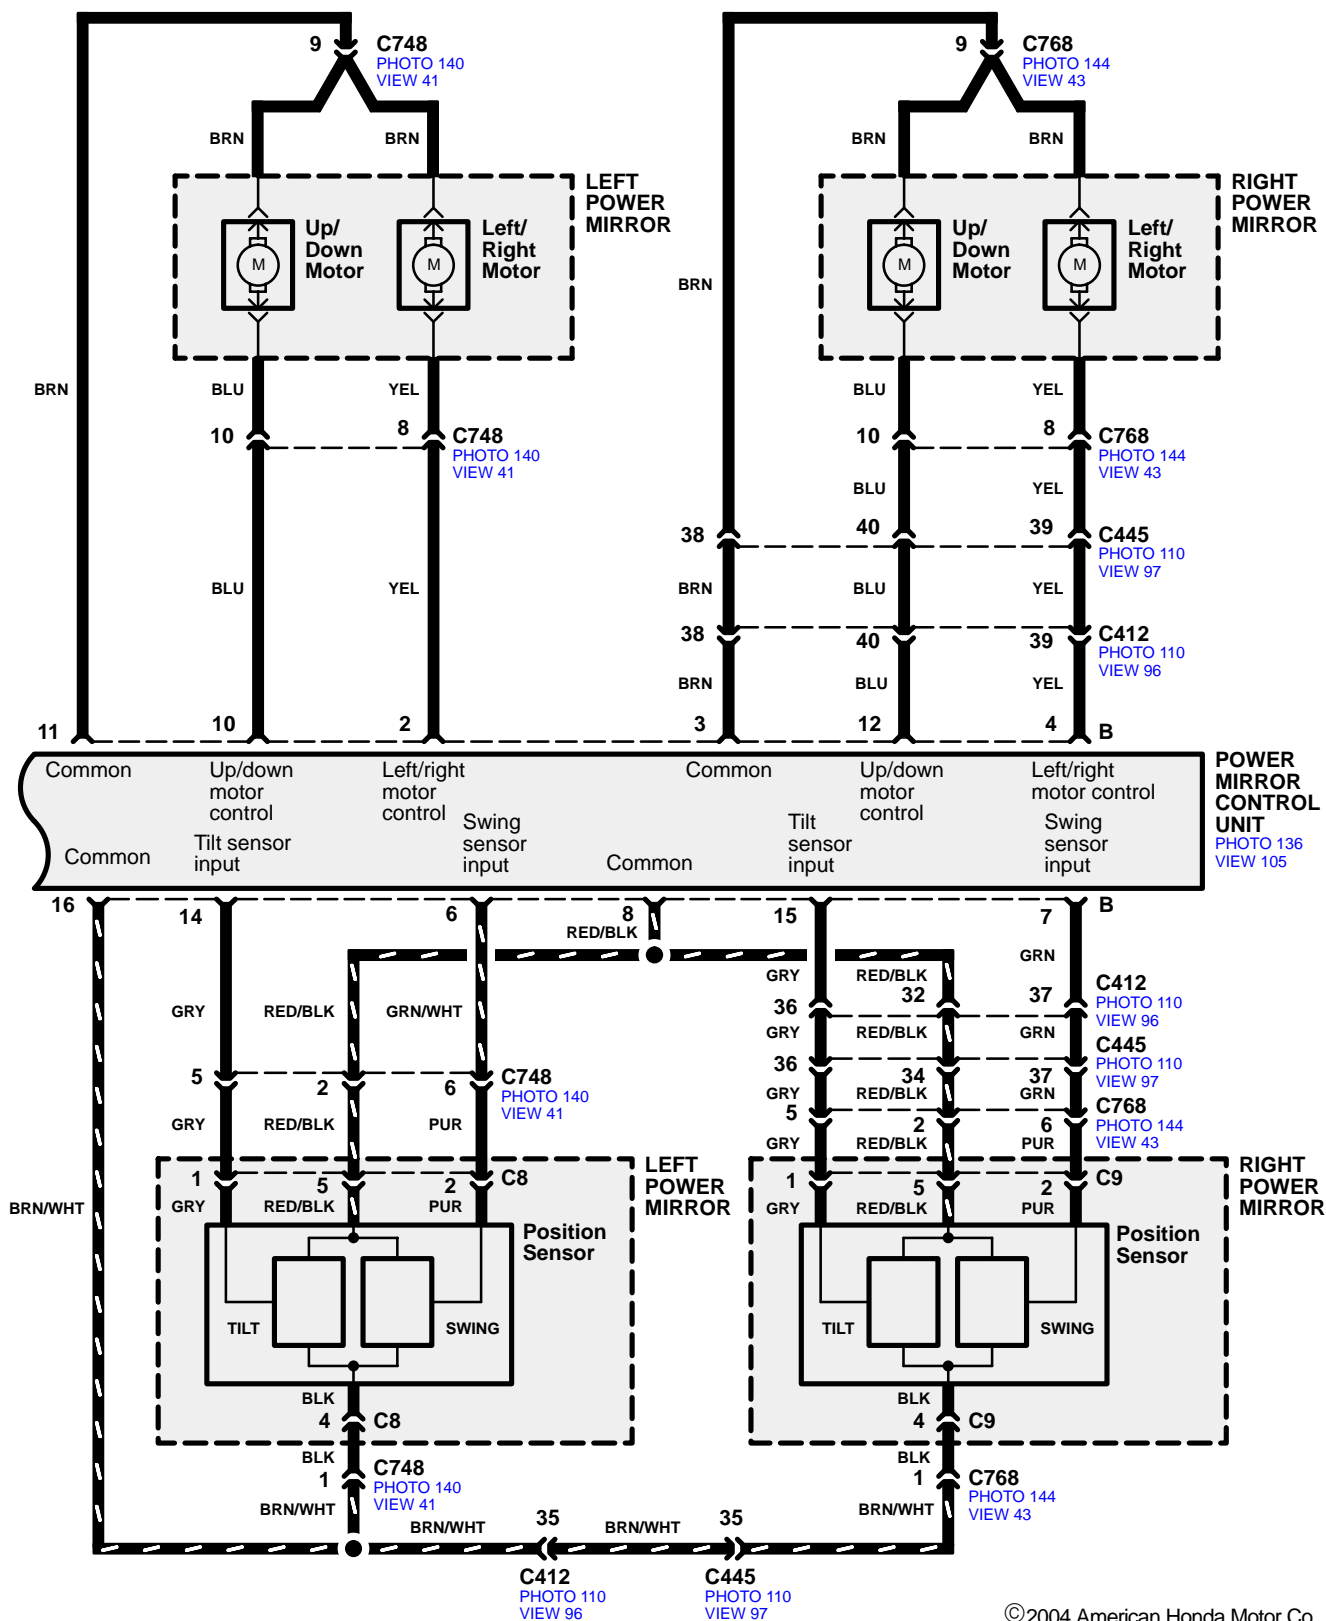 9 C748 9 C768
PHOTO 140 PHOTO 144
VIEW 41 VIEW 43
BRN BRN BRN BRN
LEFT RIGHT
POWER POWER
MIRROR MIRROR
Up/ Left/ Up/ Left/
Down Right Down Right
Motor Motor Motor Motor
M M M M
BRN
BRN BLU YEL BLU YEL
10 8 C748 10 8 C768
PHOTO 140 PHOTO 144
VIEW 41 VIEW 43
BLU YEL
38 40 39 C445
PHOTO 110
VIEW 97
BLU YEL BRN BLU YEL
38 40 39 C412
PHOTO 110
VIEW 96
BRN BLU YEL
11 10 2 3 12 4 B
Common Up/down Left/right Common Up/down Left/right
motor motor motor motor control
control control control
POWER
MIRROR
CONTROL
UNIT
PHOTO 136
VIEW 105
Common Tilt sensor Swing Common Tilt Swing
input sensor sensor sensor
input input input
16 14 6 8 15 7 B
RED/BLK
GRN
GRY RED/BLK
36 32 37 C412
PHOTO 110
VIEW 96
GRY RED/BLK GRN/WHT GRY RED/BLK GRN
36 34 37 C445
PHOTO 110
VIEW 97
5 2 6 C748
PHOTO 140
VIEW 41
GRY RED/BLK GRN
5 2 6 C768
PHOTO 144
VIEW 43
GRY RED/BLK PUR GRY RED/BLK PUR
LEFT RIGHT
POWER POWER
MIRROR MIRROR
1 5 2 C8 1 5 2 C9
BRN/WHT GRY RED/BLK PUR GRY RED/BLK PUR
Position Position
Sensor Sensor
TILT SWING TILT SWING
BLK BLK
4 C8 4 C9
BLK BLK
1 C748 1 C768
PHOTO 140 PHOTO 144
VIEW 41 VIEW 43
BRN/WHT BRN/WHT
BRN/WHT 35 BRN/WHT 35
C412 C445
PHOTO 110 PHOTO 110
VIEW 96 VIEW 97
©2004 American Honda Motor Co